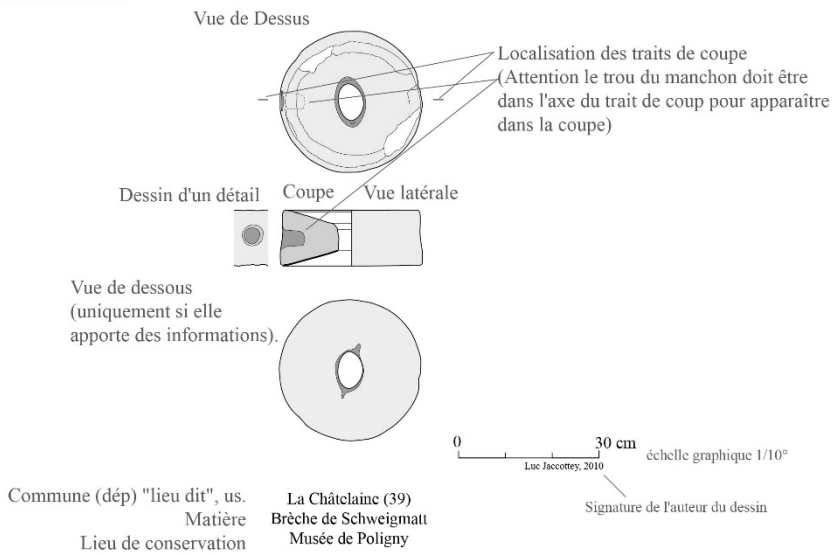 Vue de Dessus
Localisation des traits de coupe
(Attention le trou du manchon doit être
dans l'axe du trait de coup pour apparaître
dans la coupe)
Dessin d'un détail
Coupe
Vue latérale
Vue de dessous
(uniquement si elle
apporte des informations).
0
30 cm
échelle graphique 1/10°
Luc Jaccottey, 2010
Signature de l'auteur du dessin
Commune (dép) "lieu dit", us.
La Châtelaine (39)
Matière
Brèche de Schweigmatt
Lieu de conservation
Musée de Poligny